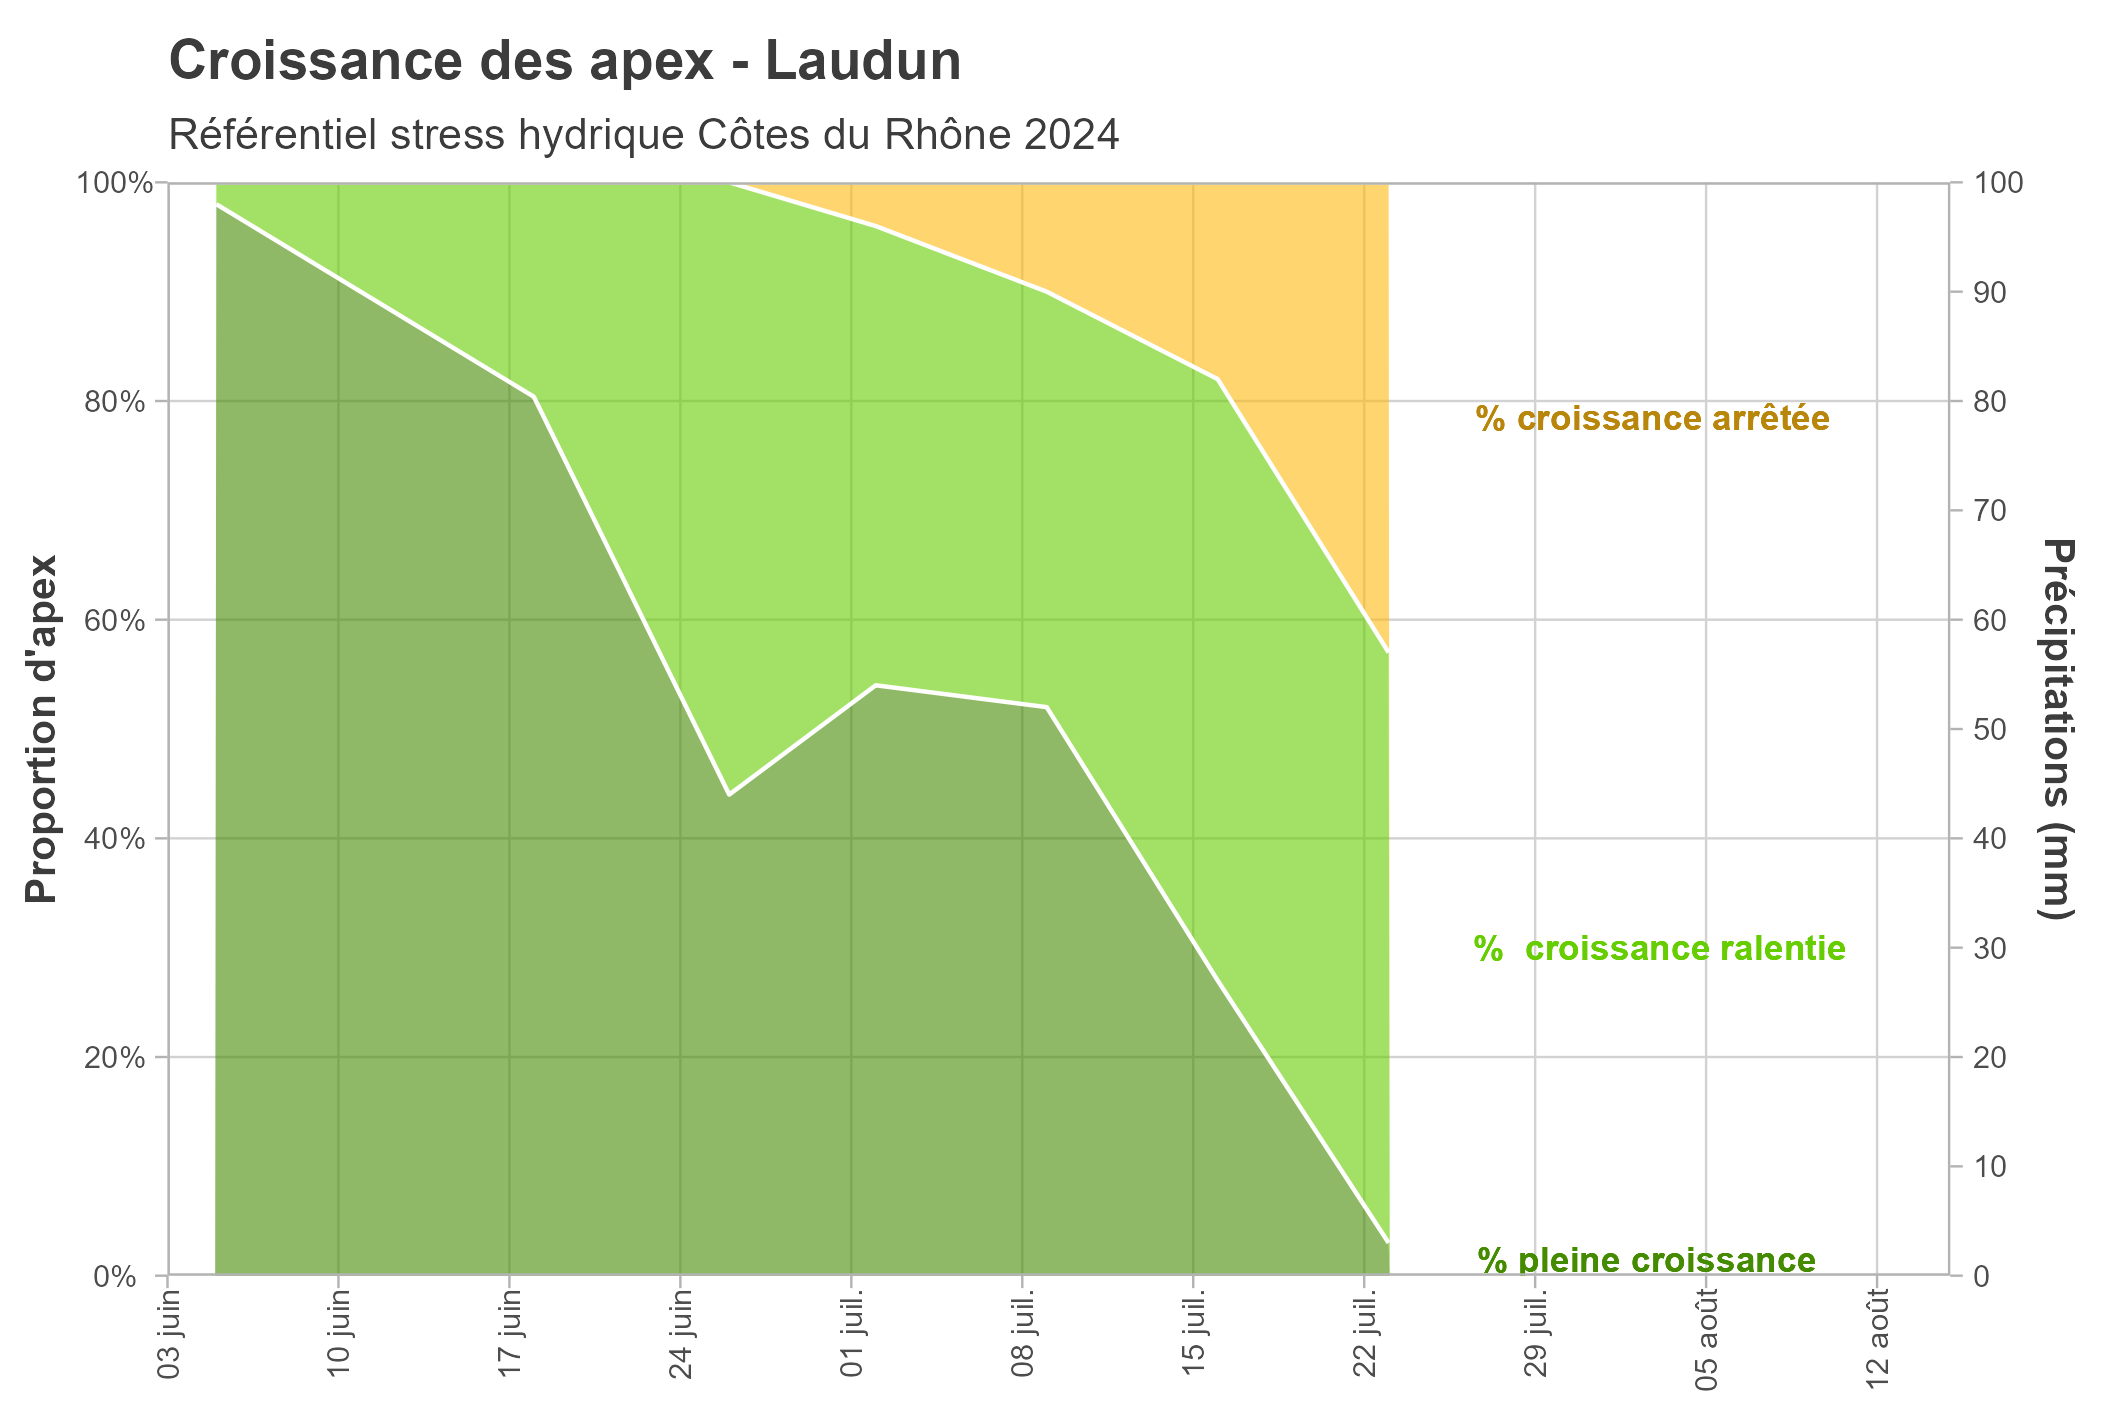 Croissance des apex - Laudun
Référentiel stress hydrique Côtes du Rhône 2024
Proportion d'apex
100%
80%
60%
40%
20%
0%
% croissance arrêtée
% croissance ralentie
% pleine croissance
100
90
80
70
60
50
40
30
20
10
0
Précipitations (mm)
03 juin
10 juin
17 juin
24 juin
01 juil.
08 juil.
15 juil.
22 juil.
29 juil.
05 août
12 août